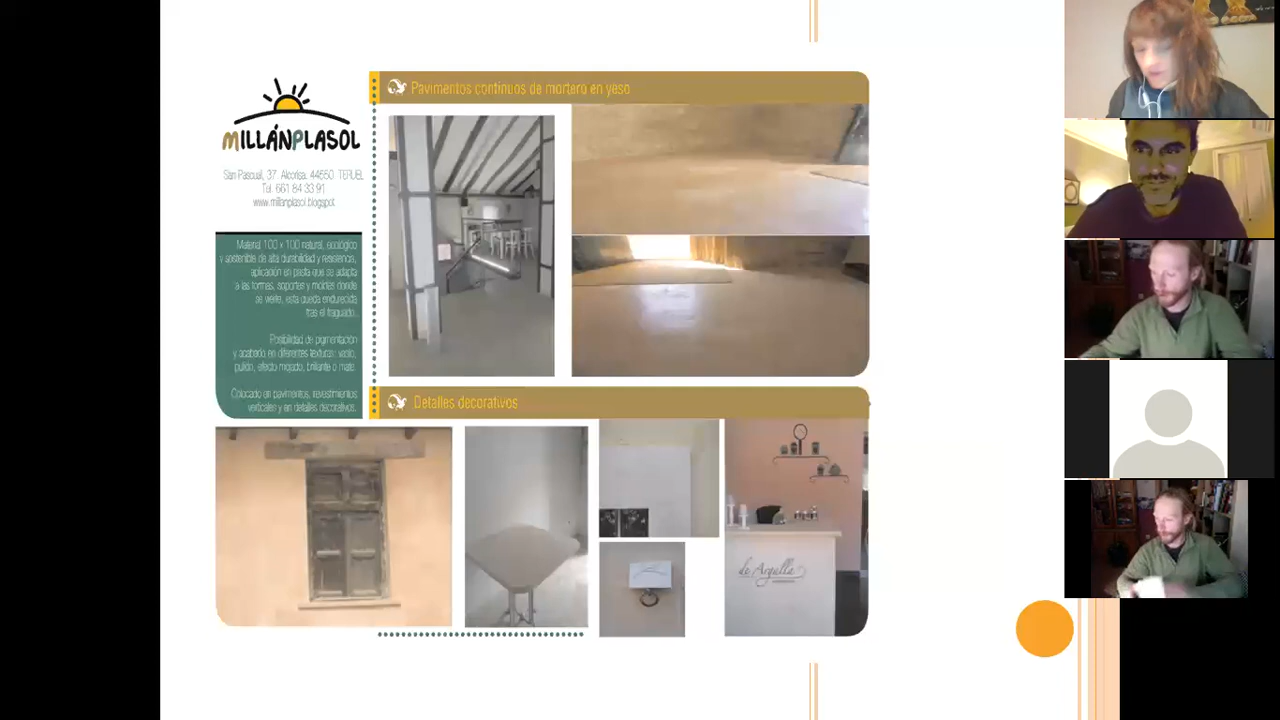 MILLÁNPLASOL
San Pascual, 37. Alcorisa. 44550. TERUEL
Tel. 661 84 33 91
www.millanplasol.blogspot
Material 100 x 100 natural, ecológico
y sostenible de alta durabilidad y resistencia,
aplicación en pasta que se adapta
a las formas, soportes y moldes donde
se vierte, esta queda endurecida
tras el fraguado.
Posibilidad de pigmentación
y acabado en diferentes texturas: vasto,
pulido, efecto mojado, brillante o mate.
Colocado en pavimentos, revestimientos
verticales y en detalles decorativos.
Pavimentos continuos de mortero en yeso
Detalles decorativos
de Argulla